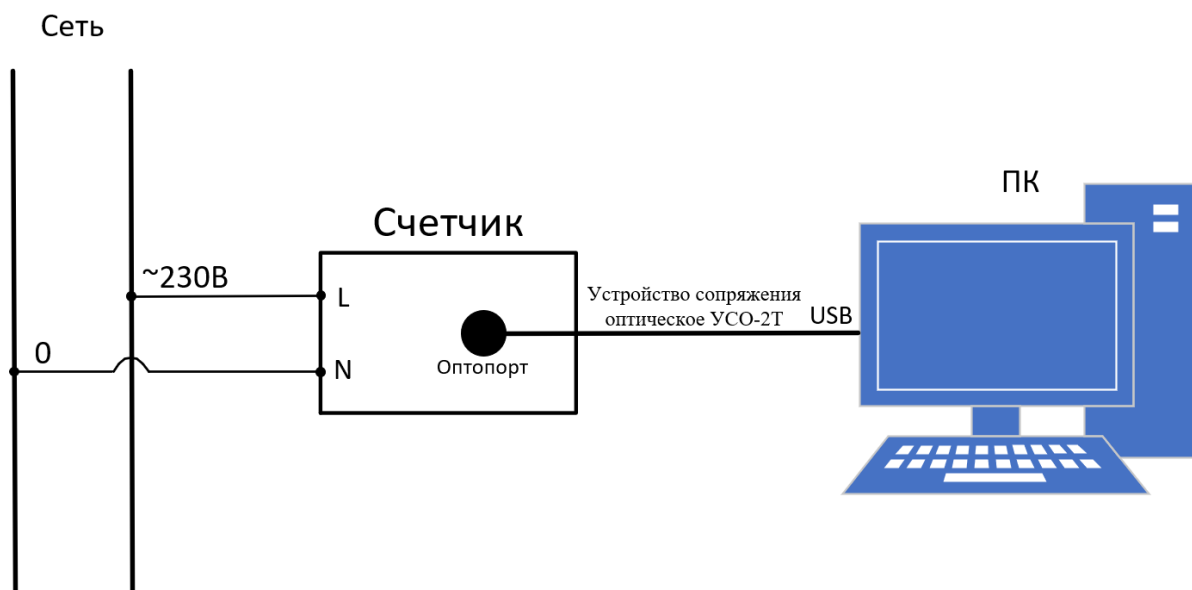 Сеть
ПК
Счетчик
~230В
L
Устройство сопряжения
оптическое УСО-2Т
USB
0
N
Оптопорт